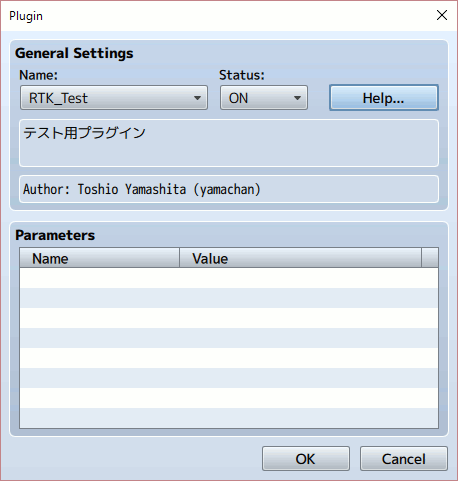 Plugin
General Settings
Name:
Status:
RTK_Test
ON
Help...
テスト用プラグイン
Author: Toshio Yamashita (yamachan)
Parameters
Name
Value
OK
Cancel